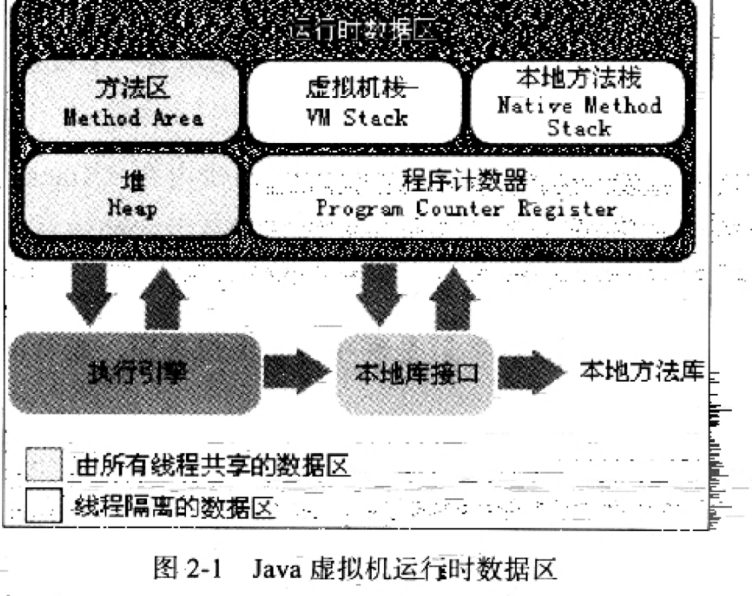 运行时数据区
方法区
Method Area
虚拟机栈
VM Stack
本地方法栈
Native Method
Stack
堆
Heap
程序计数器
Program Counter Register
执行引擎
本地库接口
本地方法库
由所有线程共享的数据区
线程隔离的数据区
图 2-1 Java 虚拟机运行时数据区